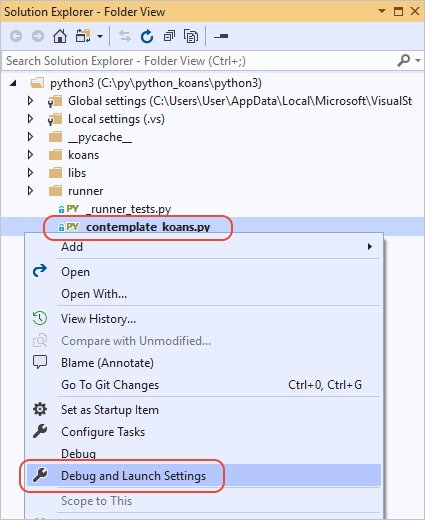 Solution Explorer - Folder View
Search Solution Explorer - Folder View (Ctrl+;)
python3 (C:\py\python_koans\python3)
Global settings (C:\Users\User\AppData\Local\Microsoft\VisualSt
Local settings (.vs)
__pycache__
koans
libs
runner
PY _runner_tests.py
PY contemplate_koans.py
Add
Open
Open With...
View History...
Compare with Unmodified...
Blame (Annotate)
Go To Git Changes Ctrl+0, Ctrl+G
Set as Startup Item
Configure Tasks
Debug
Debug and Launch Settings
Scope to This